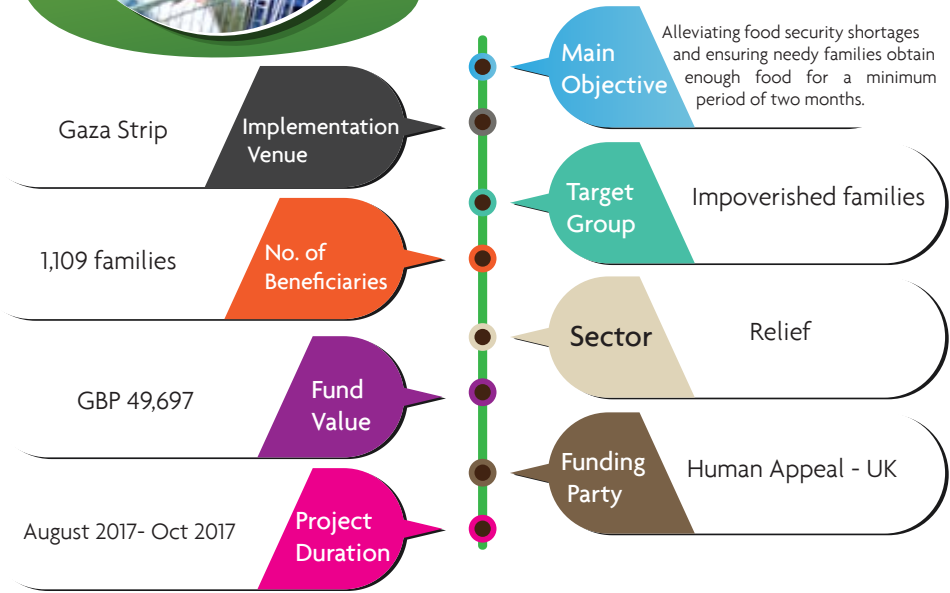 Main
Objective
Alleviating food security shortages
and ensuring needy families obtain
enough food for a minimum
period of two months.
Gaza Strip
Implementation
Venue
Target
Group
Impoverished families
1,109 families
No. of
Beneficiaries
Sector
Relief
GBP 49,697
Fund
Value
Funding
Party
Human Appeal - UK
August 2017- Oct 2017
Project
Duration